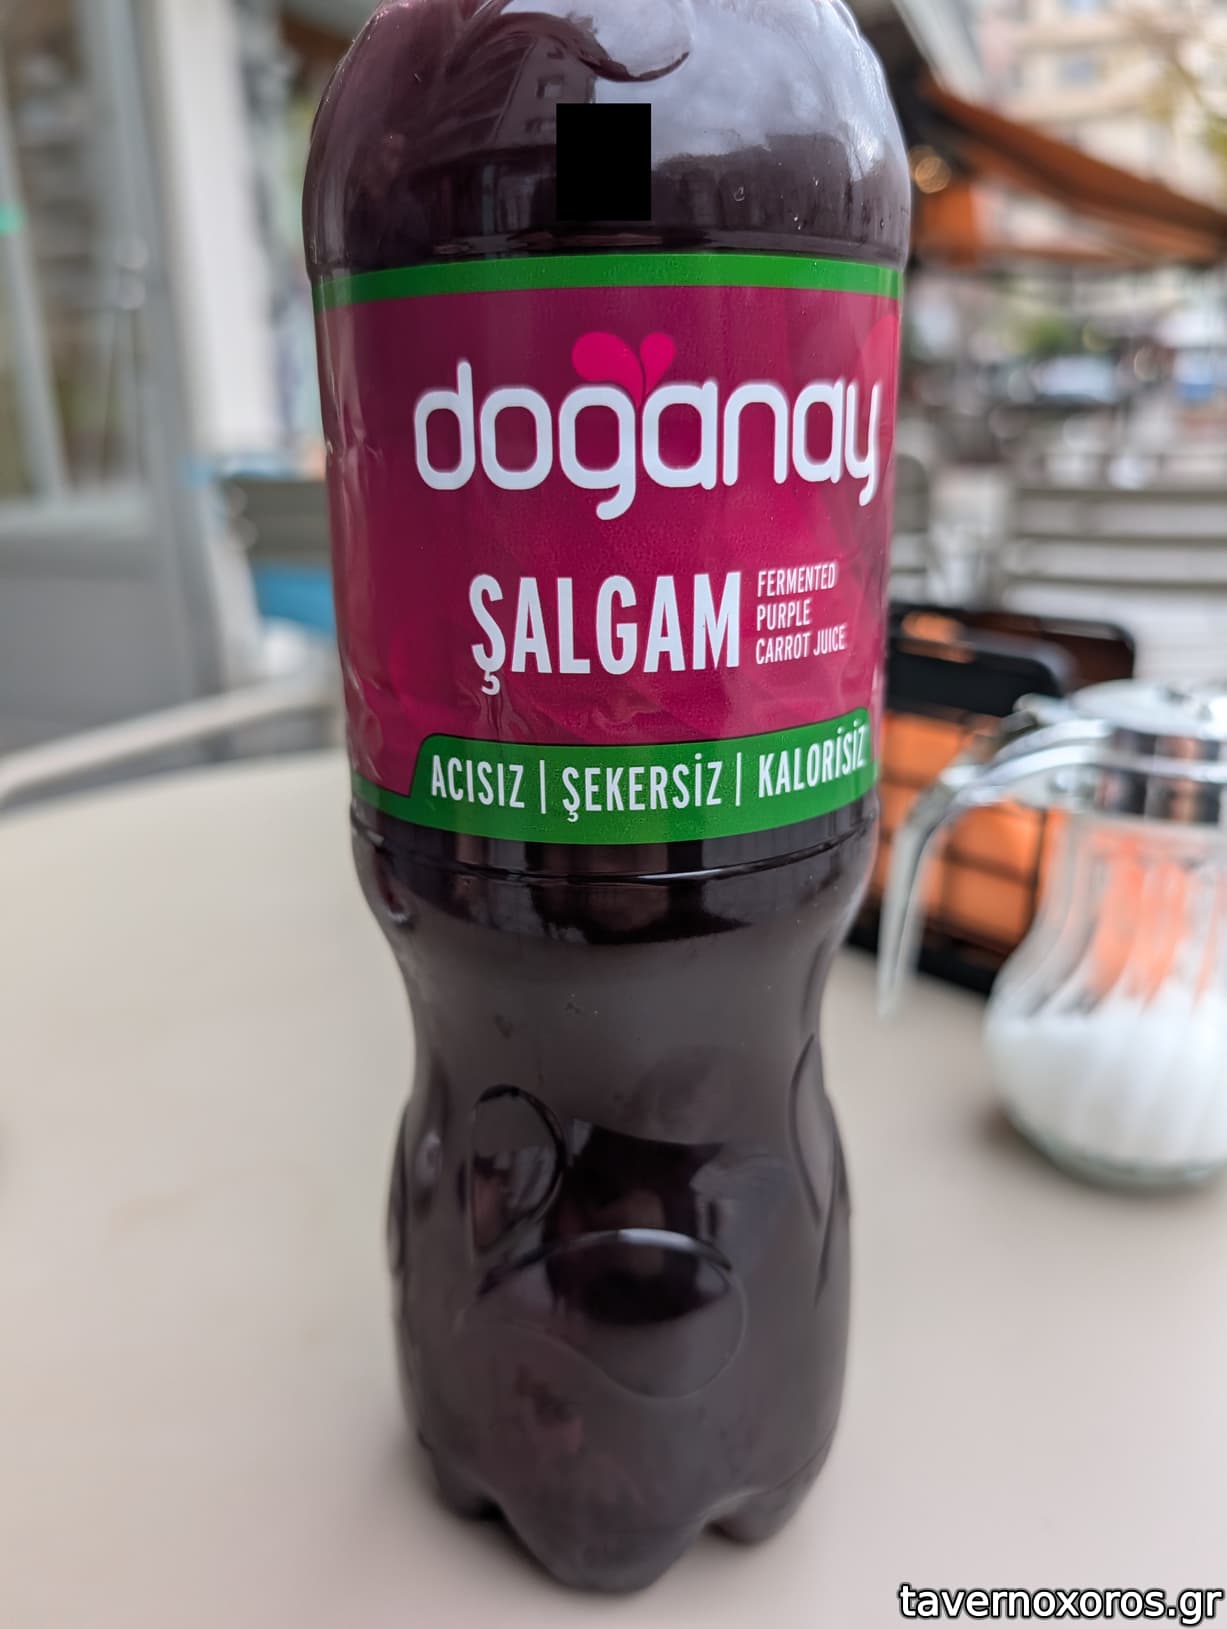 doğanay
ŞALGAM
FERMENTED
PURPLE
CARROT JUICE
ACISIZ | ŞEKERSİZ | KALORİSİZ
tavernoxoros.gr